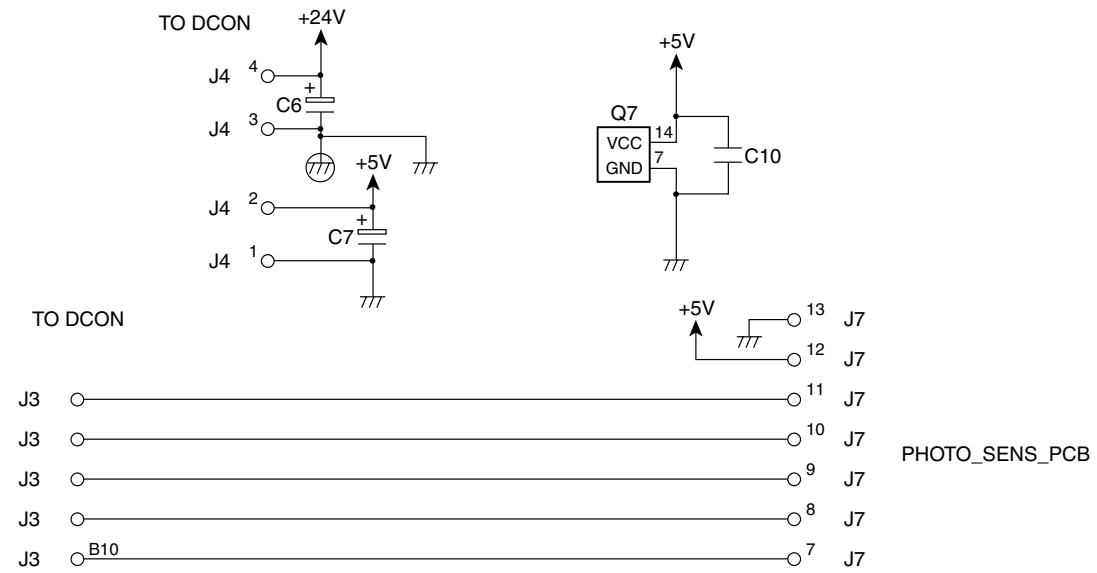 TO DCON
+24V
J4 4
+
C6
J4 3
+5V
J4 2
+
C7
J4 1
+5V
Q7
VCC 14
GND 7
C10
TO DCON
+5V
13 J7
12 J7
J3 11 J7
J3 10 J7
PHOTO_SENS_PCB
J3 9 J7
J3 8 J7
J3 B10 7 J7